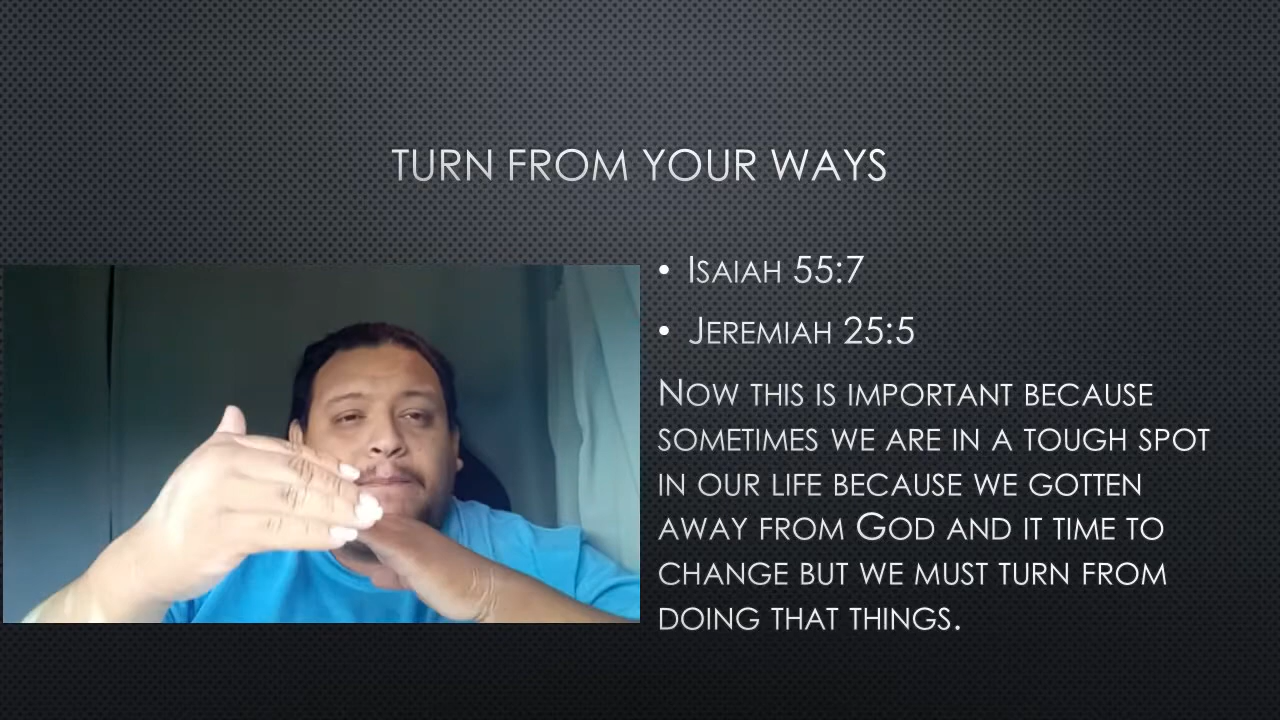 TURN FROM YOUR WAYS
• ISAIAH 55:7
• JEREMIAH 25:5
NOW THIS IS IMPORTANT BECAUSE
SOMETIMES WE ARE IN A TOUGH SPOT
IN OUR LIFE BECAUSE WE GOTTEN
AWAY FROM GOD AND IT TIME TO
CHANGE BUT WE MUST TURN FROM
DOING THAT THINGS.